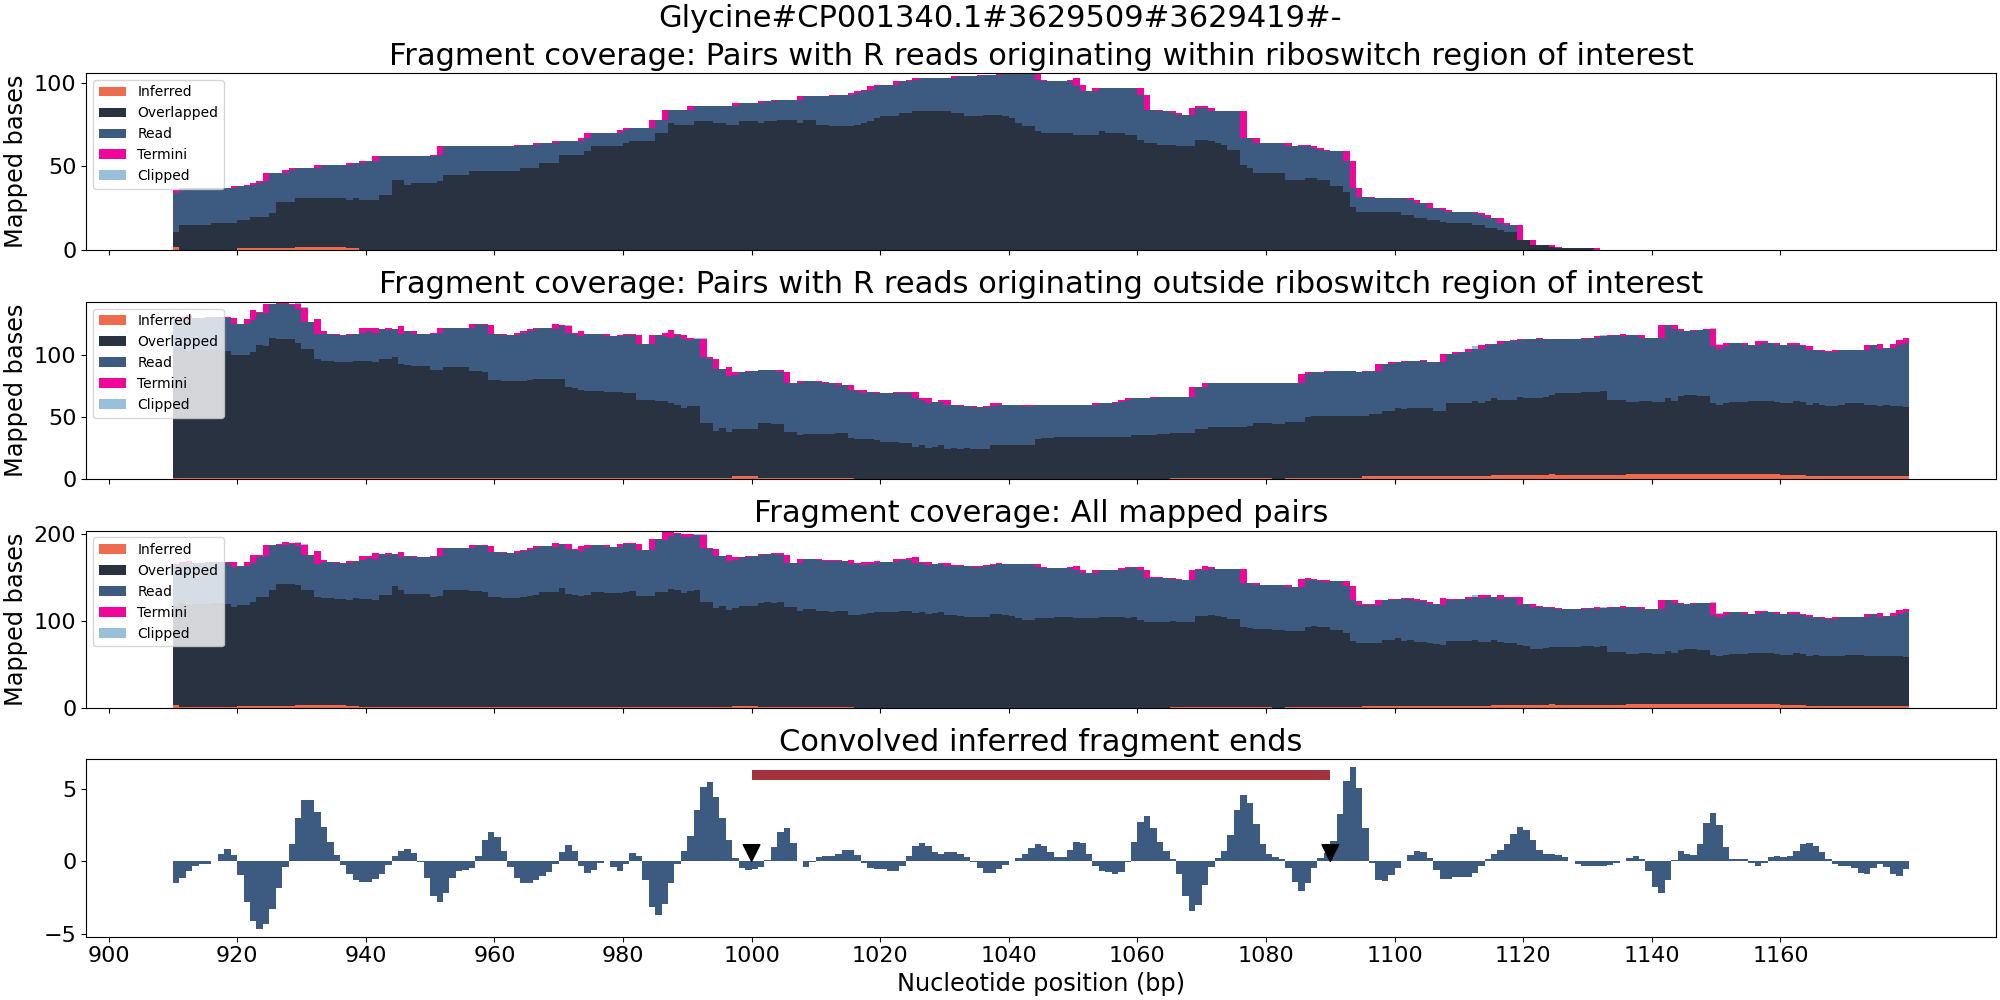 Glycine#CP001340.1#3629509#3629419#-
Fragment coverage: Pairs with R reads originating within riboswitch region of interest
Mapped bases
100
50
0
Inferred
Overlapped
Read
Termini
Clipped
Fragment coverage: Pairs with R reads originating outside riboswitch region of interest
Mapped bases
100
50
0
Inferred
Overlapped
Read
Termini
Clipped
Fragment coverage: All mapped pairs
Mapped bases
200
100
0
Inferred
Overlapped
Read
Termini
Clipped
Convolved inferred fragment ends
5
0
−5
900 920 940 960 980 1000 1020 1040 1060 1080 1100 1120 1140 1160
Nucleotide position (bp)